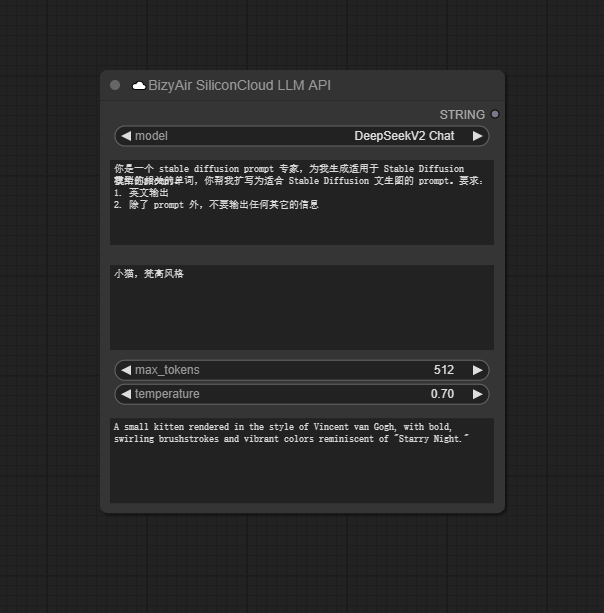 BizyAir SiliconCloud LLM API
STRING
model DeepSeekV2 Chat
你是一个 stable diffusion prompt 专家，为我生成适用于 Stable Diffusion
的单词，你帮我扩写为适合 Stable Diffusion 文生图的 prompt。要求：
1. 英文输出
2. 除了 prompt 外，不要输出任何其它的信息
小猫，梵高风格
max_tokens 512
temperature 0.70
A small kitten rendered in the style of Vincent van Gogh, with bold,
swirling brushstrokes and vibrant colors reminiscent of "Starry Night."